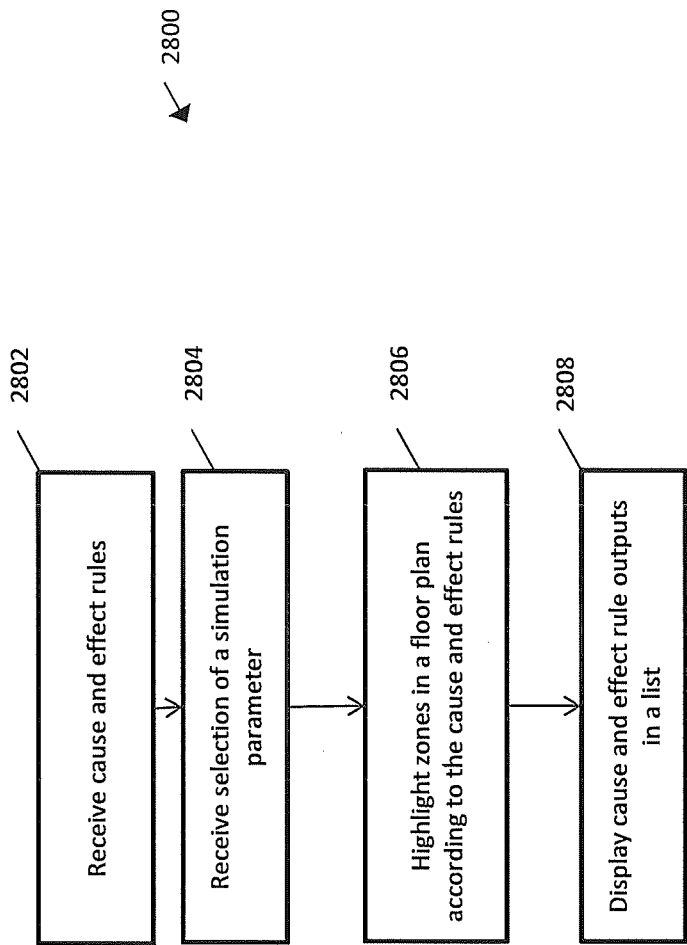 2800
2802
Receive cause and effect rules
2804
Receive selection of a simulation
parameter
2806
Highlight zones in a floor plan
according to the cause and effect rules
2808
Display cause and effect rule outputs
in a list